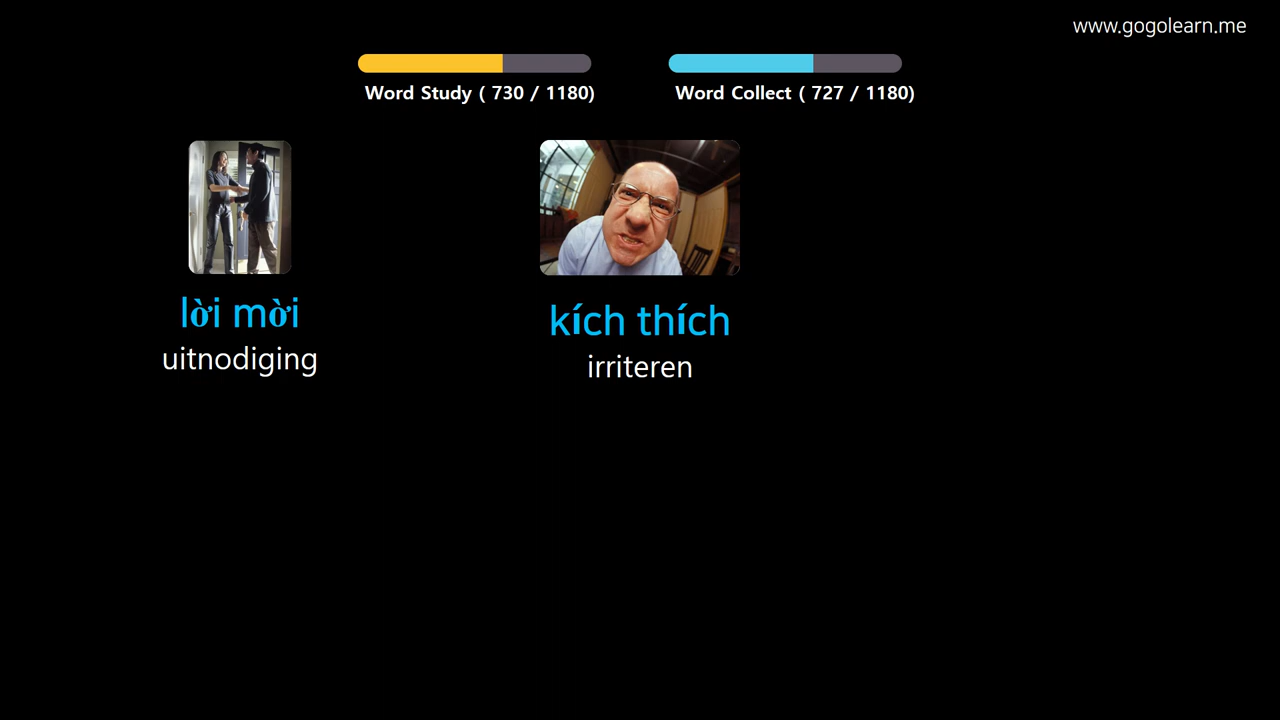 www.gogolearn.me
Word Study ( 730 / 1180)
Word Collect ( 727 / 1180)
lời mời
uitnodiging
kích thích
irriteren